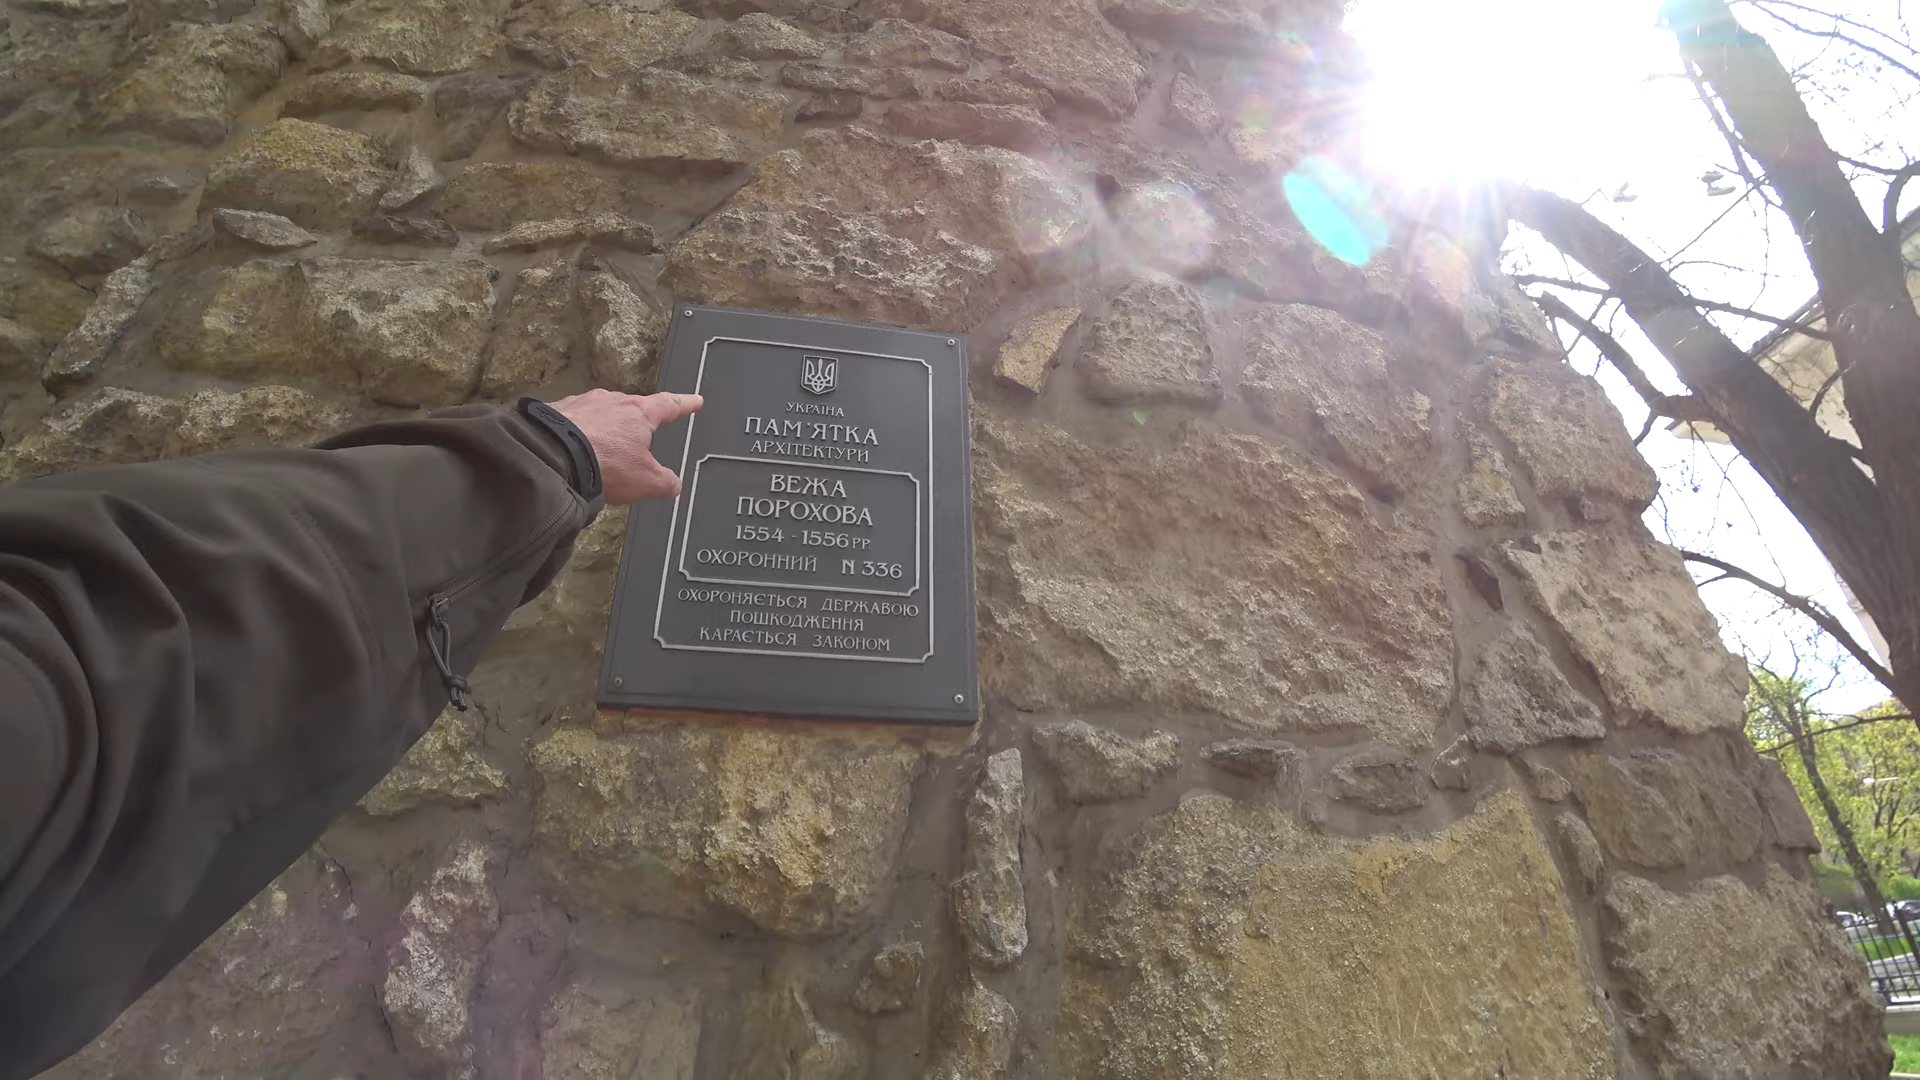 УКРАЇНА
ПАМ'ЯТКА
АРХІТЕКТУРИ
ВЕЖА
ПОРОХОВА
1554 - 1556 РР.
ОХОРОННИЙ N 336
ОХОРОНЯЄТЬСЯ ДЕРЖАВОЮ
ПОШКОДЖЕННЯ
КАРАЄТЬСЯ ЗАКОНОМ